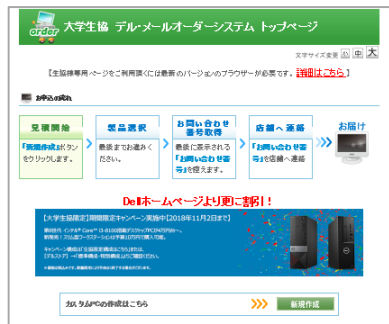 order 大学生協 デル・メールオーダーシステム トップページ
文字サイズ変更 小 中 大
【生協様専用ページをご利用頂くには最新のバージョンのブラウザーが必要です。詳細はこちら】
お申込の流れ
見積開始
「新規作成」ボタンをクリックします。
製品選択
最後までお進みください。
お問い合わせ番号取得
最後に表示される「お問い合わせ番号」を控えます。
店舗へ連絡
「お問い合わせ番号」を店舗へ連絡
お届け
Dellホームページより更に割引！
【大学生協限定】期間限定キャンペーン実施中【2018年11月2日まで】
カスタムPCの作成はこちら
新規作成